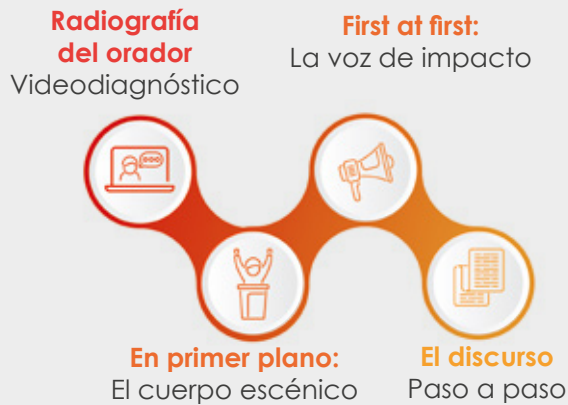 Radiografía
del orador
Videodiagnóstico
First at first:
La voz de impacto
En primer plano:
El cuerpo escénico
El discurso
Paso a paso